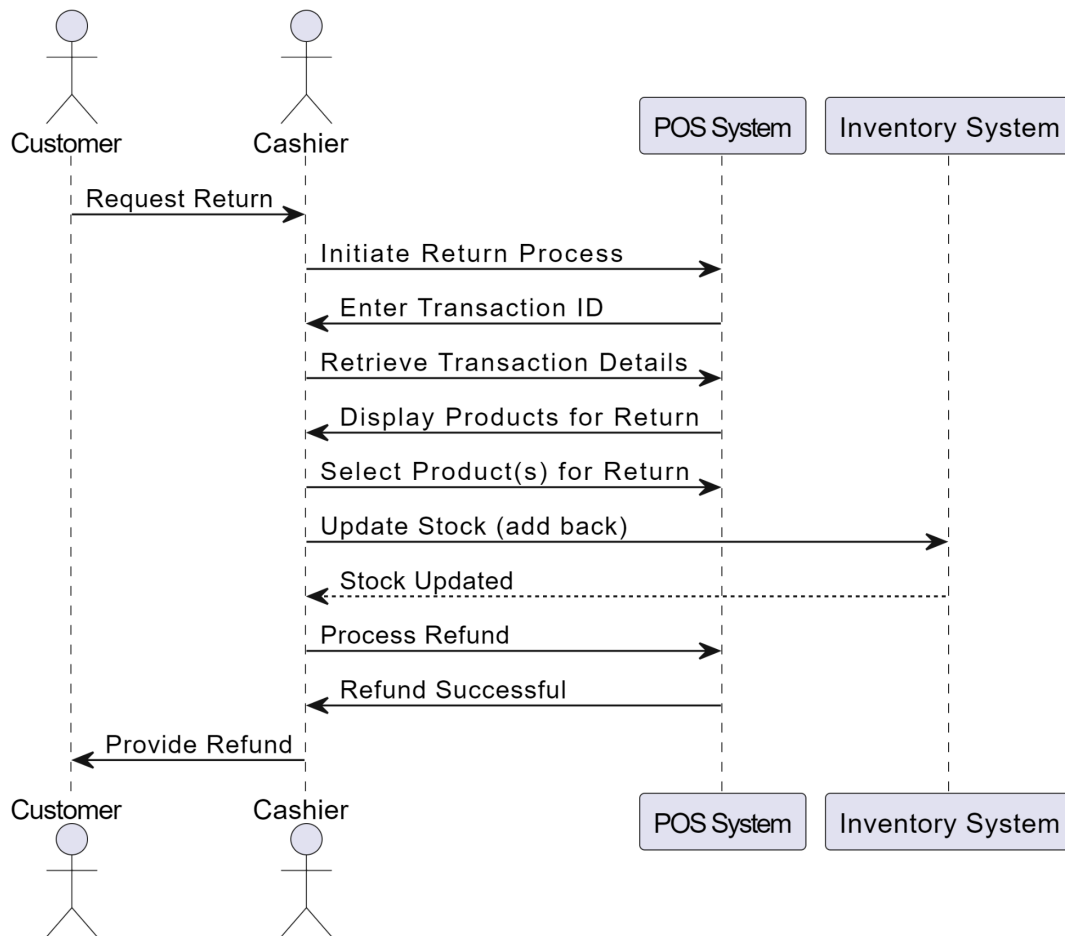 Customer
Cashier
POS System
Inventory System
Request Return
Initiate Return Process
Enter Transaction ID
Retrieve Transaction Details
Display Products for Return
Select Product(s) for Return
Update Stock (add back)
Stock Updated
Process Refund
Refund Successful
Provide Refund
Customer
Cashier
POS System
Inventory System